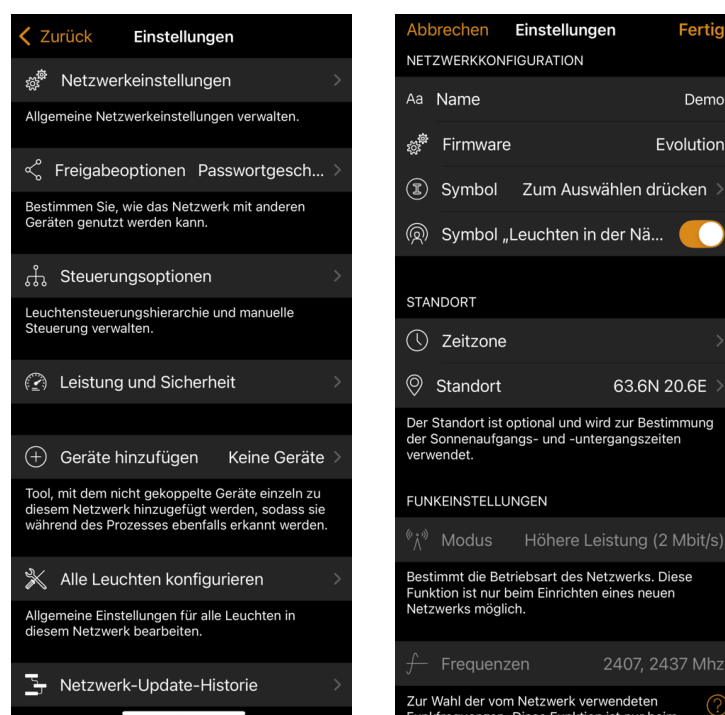 Zurück Einstellungen
Netzwerkeinstellungen
Allgemeine Netzwerkeinstellungen verwalten.
Freigabeoptionen Passwortgesch...
Bestimmen Sie, wie das Netzwerk mit anderen
Geräten genutzt werden kann.
Steuerungsoptionen
Leuchtensteuerungshierarchie und manuelle
Steuerung verwalten.
Leistung und Sicherheit
Geräte hinzufügen Keine Geräte
Tool, mit dem nicht gekoppelte Geräte einzeln zu
diesem Netzwerk hinzugefügt werden, sodass sie
während des Prozesses ebenfalls erkannt werden.
Alle Leuchten konfigurieren
Allgemeine Einstellungen für alle Leuchten in
diesem Netzwerk bearbeiten.
Netzwerk-Update-Historie
Abbrechen Einstellungen Fertig
NETZWERKKONFIGURATION
Aa Name Demo
Firmware Evolution
Symbol Zum Auswählen drücken
Symbol „Leuchten in der Nä...
STANDORT
Zeitzone
Standort 63.6N 20.6E
Der Standort ist optional und wird zur Bestimmung
der Sonnenaufgangs- und -untergangszeiten
verwendet.
FUNKEINSTELLUNGEN
Modus Höhere Leistung (2 Mbit/s)
Bestimmt die Betriebsart des Netzwerks. Diese
Funktion ist nur beim Einrichten eines neuen
Netzwerks möglich.
Frequenzen 2407, 2437 Mhz
Zur Wahl der vom Netzwerk verwendeten
Funkfrequenzen. Diese Funktion ist nur beim